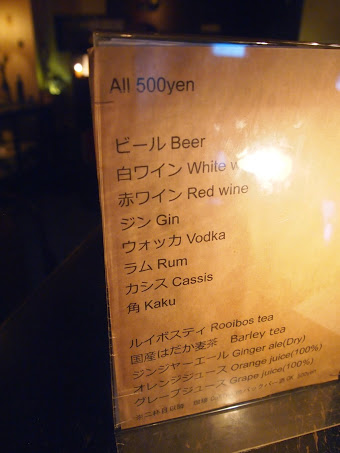 All 500yen
ビール Beer
白ワイン White
赤ワイン Red wine
ジン Gin
ウォッカ Vodka
ラム Rum
カシス Cassis
角 Kaku
ルイボスティ Rooibos tea
国産はだか麦茶 Barley tea
ジンジャーエール Ginger ale(Dry)
オレンジジュース Orange juice(100%)
グレープジュース Grape juice(100%)